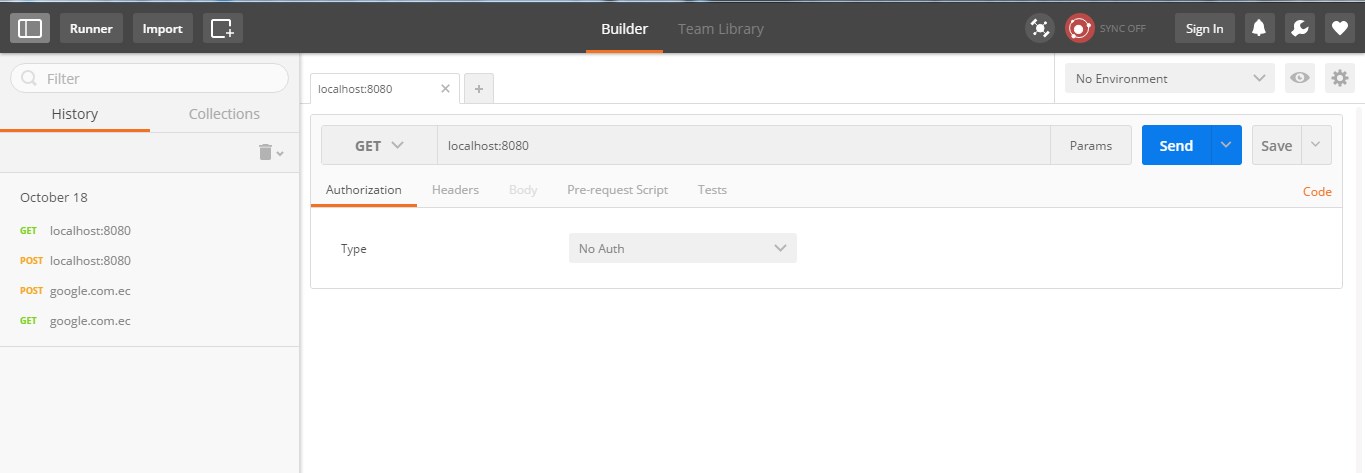 Runner Import Builder Team Library SYNC OFF Sign In
Filter
History Collections
October 18
GET localhost:8080
POST localhost:8080
POST google.com.ec
GET google.com.ec
localhost:8080 No Environment
GET localhost:8080 Params Send Save
Authorization Headers Body Pre-request Script Tests Code
Type No Auth